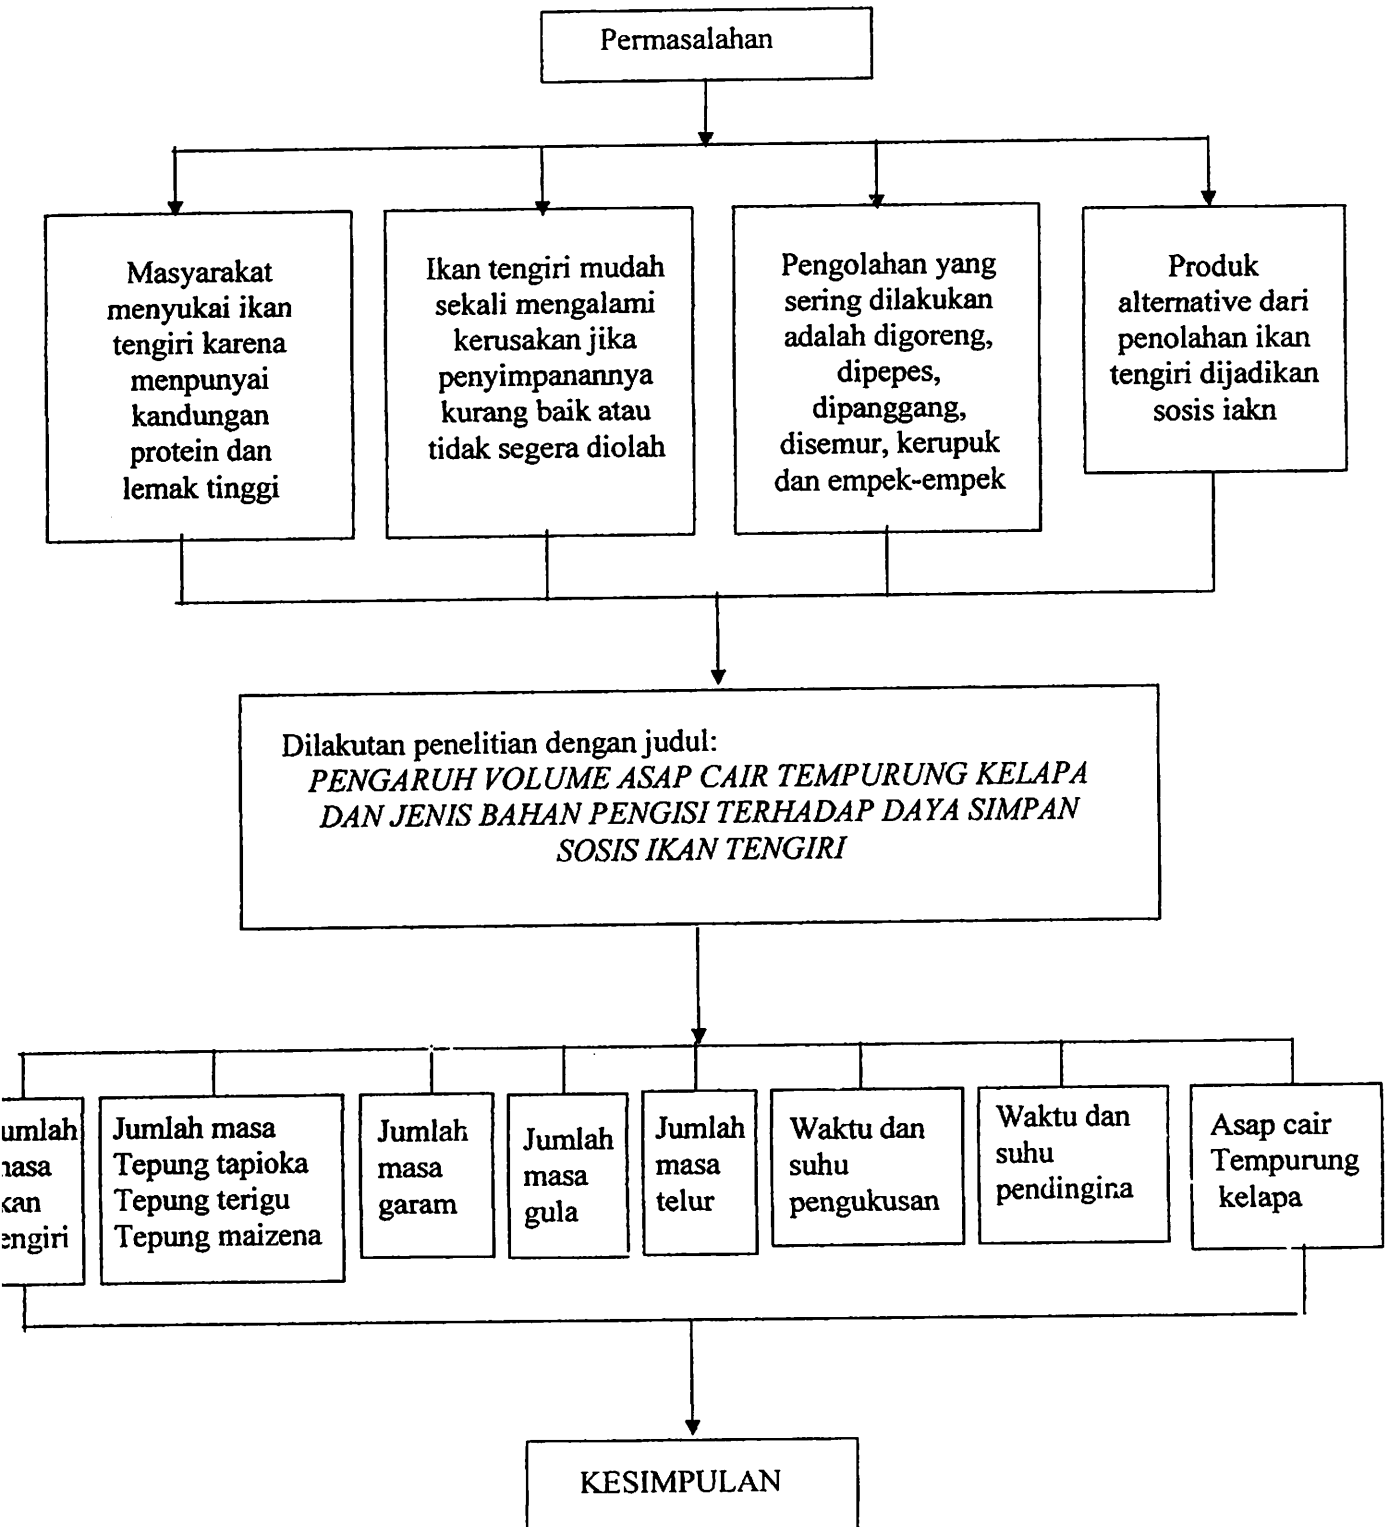 Permasalahan
Masyarakat
menyukai ikan
tengiri karena
menpunyai
kandungan
protein dan
lemak tinggi
Ikan tengiri mudah
sekali mengalami
kerusakan jika
penyimpanannya
kurang baik atau
tidak segera diolah
Pengolahan yang
sering dilakukan
adalah digoreng,
dipepes,
dipanggang,
disemur, kerupuk
dan empek-empek
Produk
alternative dari
penolahan ikan
tengiri dijadikan
sosis iakn
Dilakutan penelitian dengan judul:
PENGARUH VOLUME ASAP CAIR TEMPURUNG KELAPA
DAN JENIS BAHAN PENGISI TERHADAP DAYA SIMPAN
SOSIS IKAN TENGIRI
umlah
nasa
kan
engiri
Jumlah masa
Tepung tapioka
Tepung terigu
Tepung maizena
Jumlah
masa
garam
Jumlah
masa
gula
Jumlah
masa
telur
Waktu dan
suhu
pengukusan
Waktu dan
suhu
pendingina
Asap cair
Tempurung
kelapa
KESIMPULAN